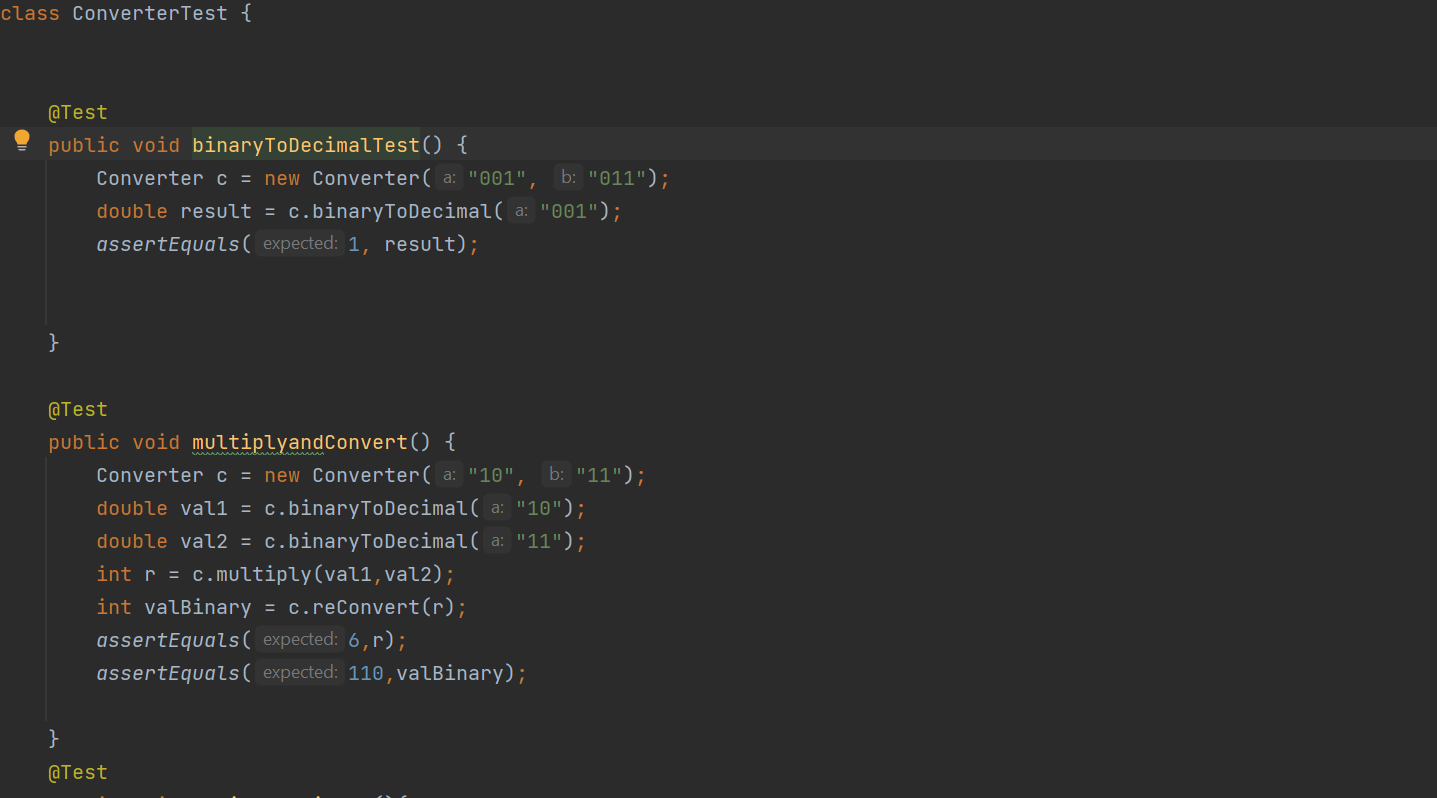 class ConverterTest {
@Test
public void binaryToDecimalTest() {
Converter c = new Converter( a: "001", b: "011");
double result = c.binaryToDecimal( a: "001");
assertEquals( expected: 1, result);
}
@Test
public void multiplyandConvert() {
Converter c = new Converter( a: "10", b: "11");
double val1 = c.binaryToDecimal( a: "10");
double val2 = c.binaryToDecimal( a: "11");
int r = c.multiply(val1,val2);
int valBinary = c.reConvert(r);
assertEquals( expected: 6,r);
assertEquals( expected: 110,valBinary);
}
@Test